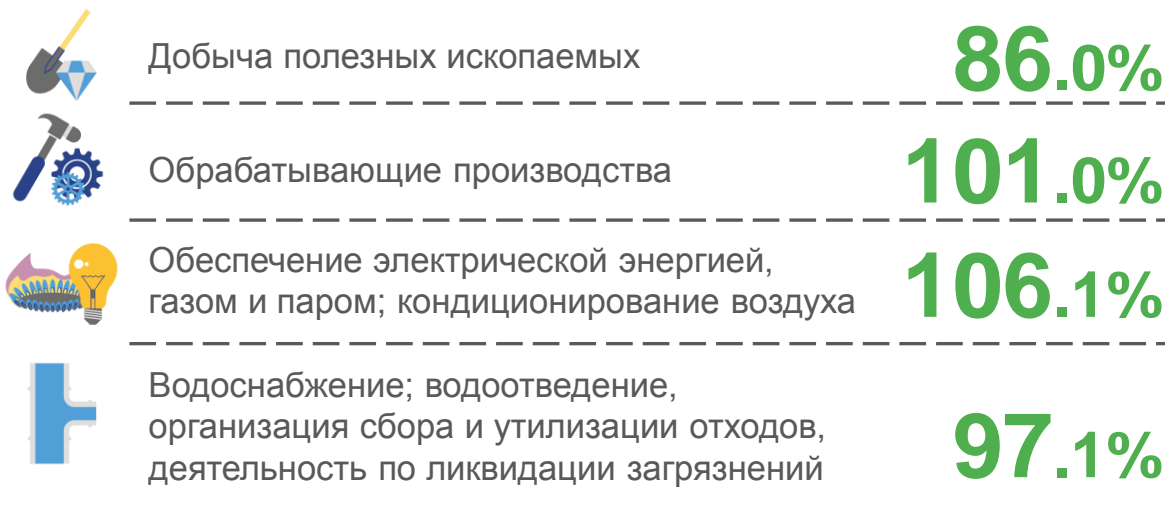 Добыча полезных ископаемых
86.0%
Обрабатывающие производства
101.0%
Обеспечение электрической энергией,
газом и паром; кондиционирование воздуха
106.1%
Водоснабжение; водоотведение,
организация сбора и утилизации отходов,
деятельность по ликвидации загрязнений
97.1%